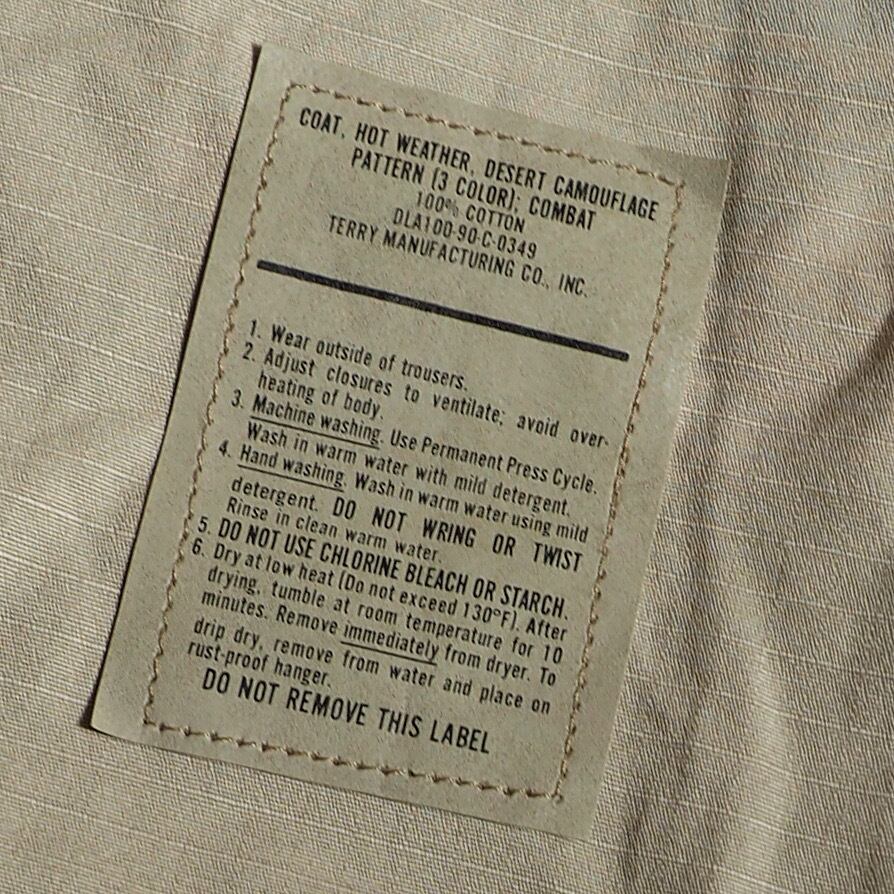 COAT, HOT WEATHER, DESERT CAMOUFLAGE
PATTERN (3 COLOR); COMBAT
100% COTTON
DLA100-90-C-0349
TERRY MANUFACTURING CO., INC.
1. Wear outside of trousers.
2. Adjust closures to ventilate; avoid over-
heating of body.
3. Machine washing. Use Permanent Press Cycle.
Wash in warm water with mild detergent.
4. Hand washing. Wash in warm water using mild
detergent. DO NOT WRING OR TWIST
Rinse in clean warm water.
5. DO NOT USE CHLORINE BLEACH OR STARCH.
6. Dry at low heat (Do not exceed 130°F). After
drying, tumble at room temperature for 10
minutes. Remove immediately from dryer. To
drip dry, remove from water and place on
rust-proof hanger.
DO NOT REMOVE THIS LABEL